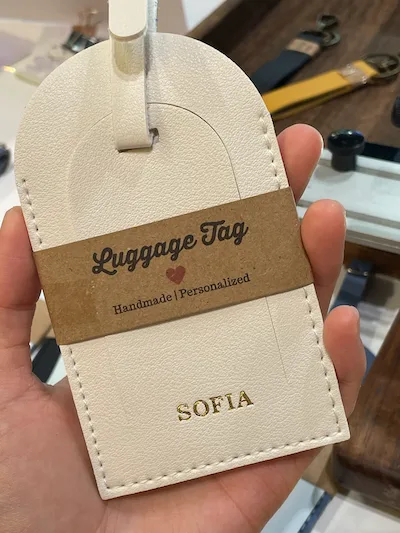 Luggage Tag
Handmade | Personalized
SOFIA